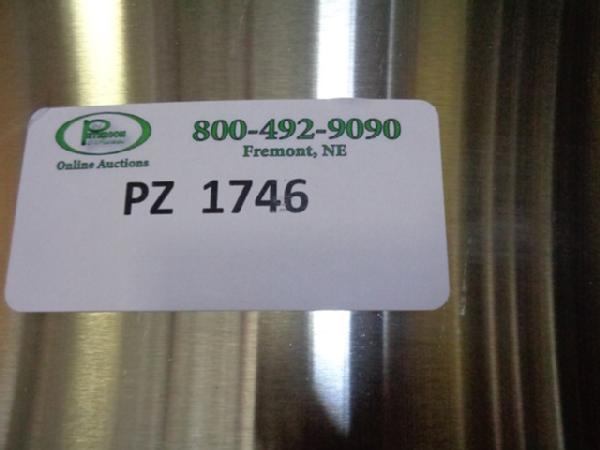 800-492-9090
Fremont, NE
Online Auctions
PZ 1746